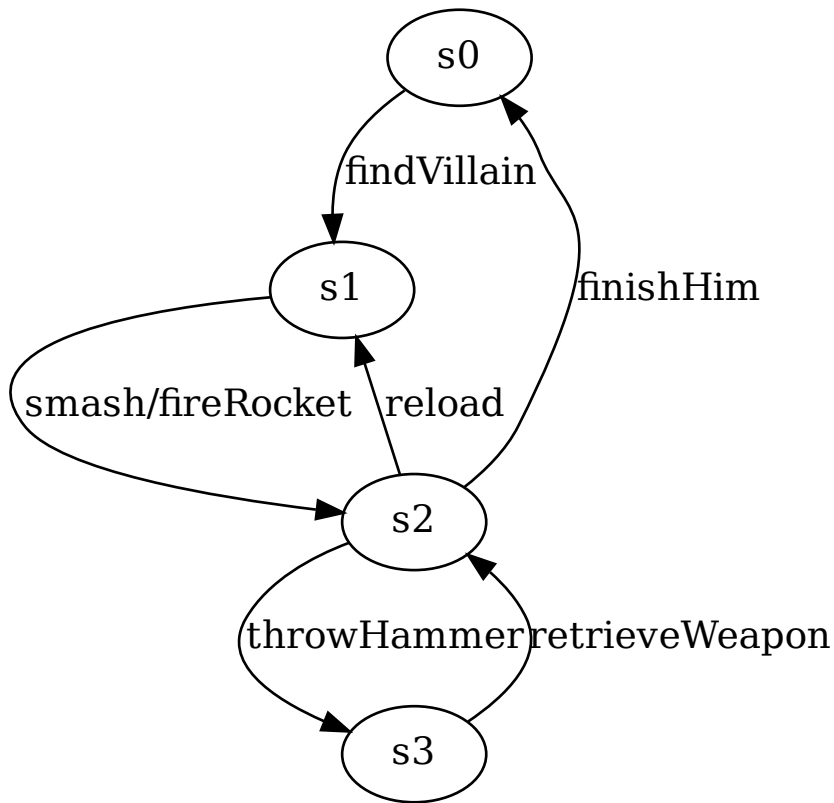 s0
findVillain
s1
finishHim
smash/fireRocket
reload
s2
throwHammer
retrieveWeapon
s3